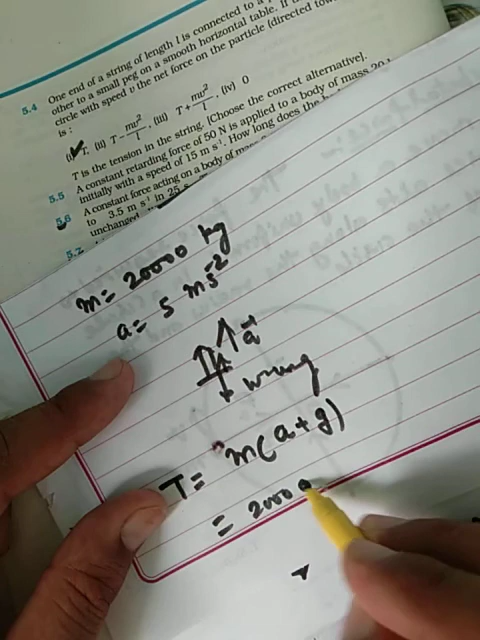 5.4 One end of a string of length l is connected to a
other to a small peg on a smooth horizontal table. If
circle with speed v the net force on the particle (directed
is :
(i) T, (ii) T - mv²/l, (iii) T + mv²/l, (iv) 0
T is the tension in the string. [Choose the correct alternative].
5.5 A constant retarding force of 50 N is applied to a body of mass 20
initially with a speed of 15 m s⁻¹. How long does the
5.6 A constant force acting on a body of
to 3.5 m s⁻¹ in 25 s
unchanged,
5.7
m = 20000 kg
a = 5 ms⁻²
a
T = m(a+g)
= 20000